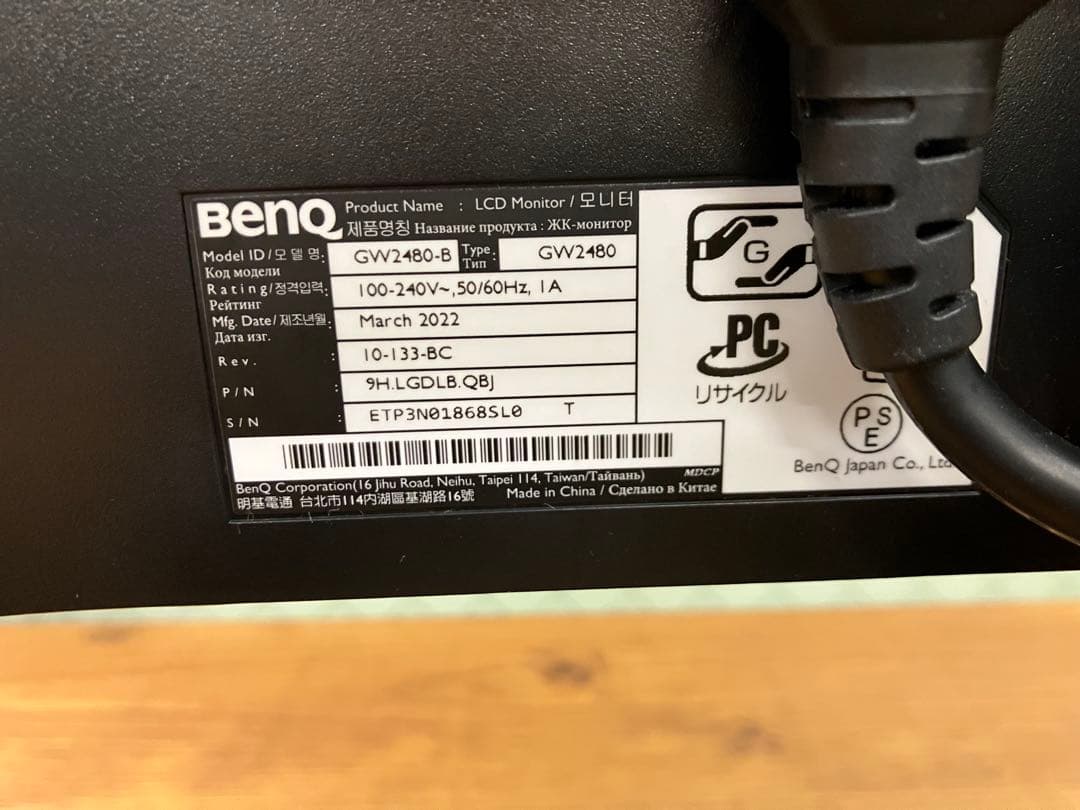 BenQ Product Name : LCD Monitor / 모니터
제품명칭 Название продукта : ЖК-монитор
Model ID/모 델 명: GW2480-B Type Тип : GW2480
Код модели
Rating/정격입력: 100-240V~,50/60Hz, 1A
Рейтинг
Mfg. Date/제조년월: March 2022
Дата изг.
Rev. : 10-133-BC
P/N : 9H.LGDLB.QBJ
S/N : ETP3N01868SL0 T
MDCP
BenQ Corporation(16 Jihu Road, Neihu, Taipei 114, Taiwan/Тайвань)
明基電通 台北市114內湖區基湖路16號 Made in China / Сделано в Китае
G
PC
リサイクル
PSE
BenQ Japan Co., Ltd.